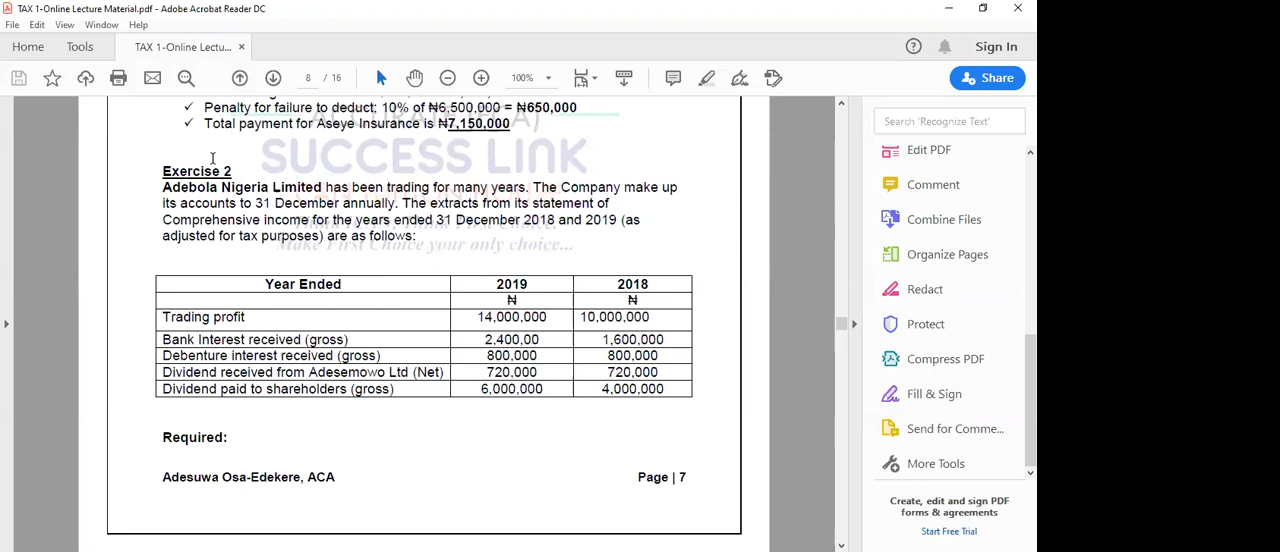 TAX 1-Online Lecture Material.pdf - Adobe Acrobat Reader DC
File Edit View Window Help
Home Tools TAX 1-Online Lectu... × Sign In
8 / 16 100% Share
✓ Penalty for failure to deduct; 10% of ₦6,500,000 = ₦650,000
✓ Total payment for Aseye Insurance is ₦7,150,000
SUCCESS LINK
Exercise 2
Adebola Nigeria Limited has been trading for many years. The Company make up
its accounts to 31 December annually. The extracts from its statement of
Comprehensive income for the years ended 31 December 2018 and 2019 (as
adjusted for tax purposes) are as follows:
Make First Choice your only choice...
Year Ended 2019 2018
₦ ₦
Trading profit 14,000,000 10,000,000
Bank Interest received (gross) 2,400,00 1,600,000
Debenture interest received (gross) 800,000 800,000
Dividend received from Adesemowo Ltd (Net) 720,000 720,000
Dividend paid to shareholders (gross) 6,000,000 4,000,000
Required:
Adesuwa Osa-Edekere, ACA Page | 7
Search 'Recognize Text'
Edit PDF
Comment
Combine Files
Organize Pages
Redact
Protect
Compress PDF
Fill & Sign
Send for Comme...
More Tools
Create, edit and sign PDF
forms & agreements
Start Free Trial